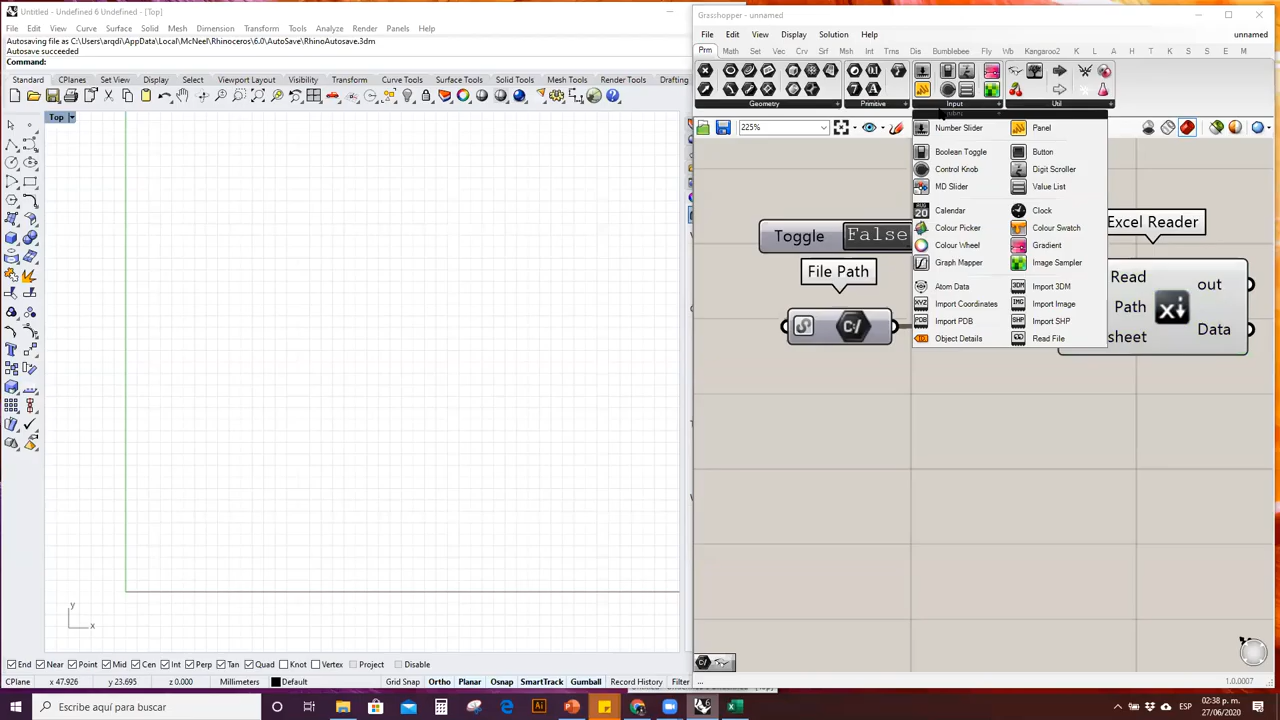 Untitled - Undefined 6 Undefined - [Top]
File Edit View Curve Surface Solid Mesh Dimension Transform Tools Analyze Render Panels Help
Autosaving file as C:\Users\arqdi\AppData\Local\McNeel\Rhinoceros\6.0\AutoSave\RhinoAutosave.3dm
Autosave succeeded
Command:
Standard CPlanes Set View Display Select Viewport Layout Visibility Transform Curve Tools Surface Tools Solid Tools Mesh Tools Render Tools Drafting
Top
y
x
End Near Point Mid Cen Int Perp Tan Quad Knot Vertex Project Disable
CPlane x 47.926 y 23.695 z 0.000 Millimeters Default Grid Snap Ortho Planar Osnap SmartTrack Gumball Record History Filter
Grasshopper - unnamed
File Edit View Display Solution Help unnamed
Prm Math Set Vec Crv Srf Msh Int Trns Dis Bumblebee Fly Wb Kangaroo2 K L A H T K S S E M
Geometry Primitive Input Util
225%
Number Slider Panel
Boolean Toggle Button
Control Knob Digit Scroller
MD Slider Value List
Calendar Clock
Colour Picker Colour Swatch
Colour Wheel Gradient
Graph Mapper Image Sampler
Atom Data Import 3DM
Import Coordinates Import Image
Import PDB Import SHP
Object Details Read File
Toggle False
File Path
C:/
Excel Reader
Read out
Path
Data
sheet
1.0.0007
Escribe aquí para buscar
ESP
02:38 p. m.
27/06/2020